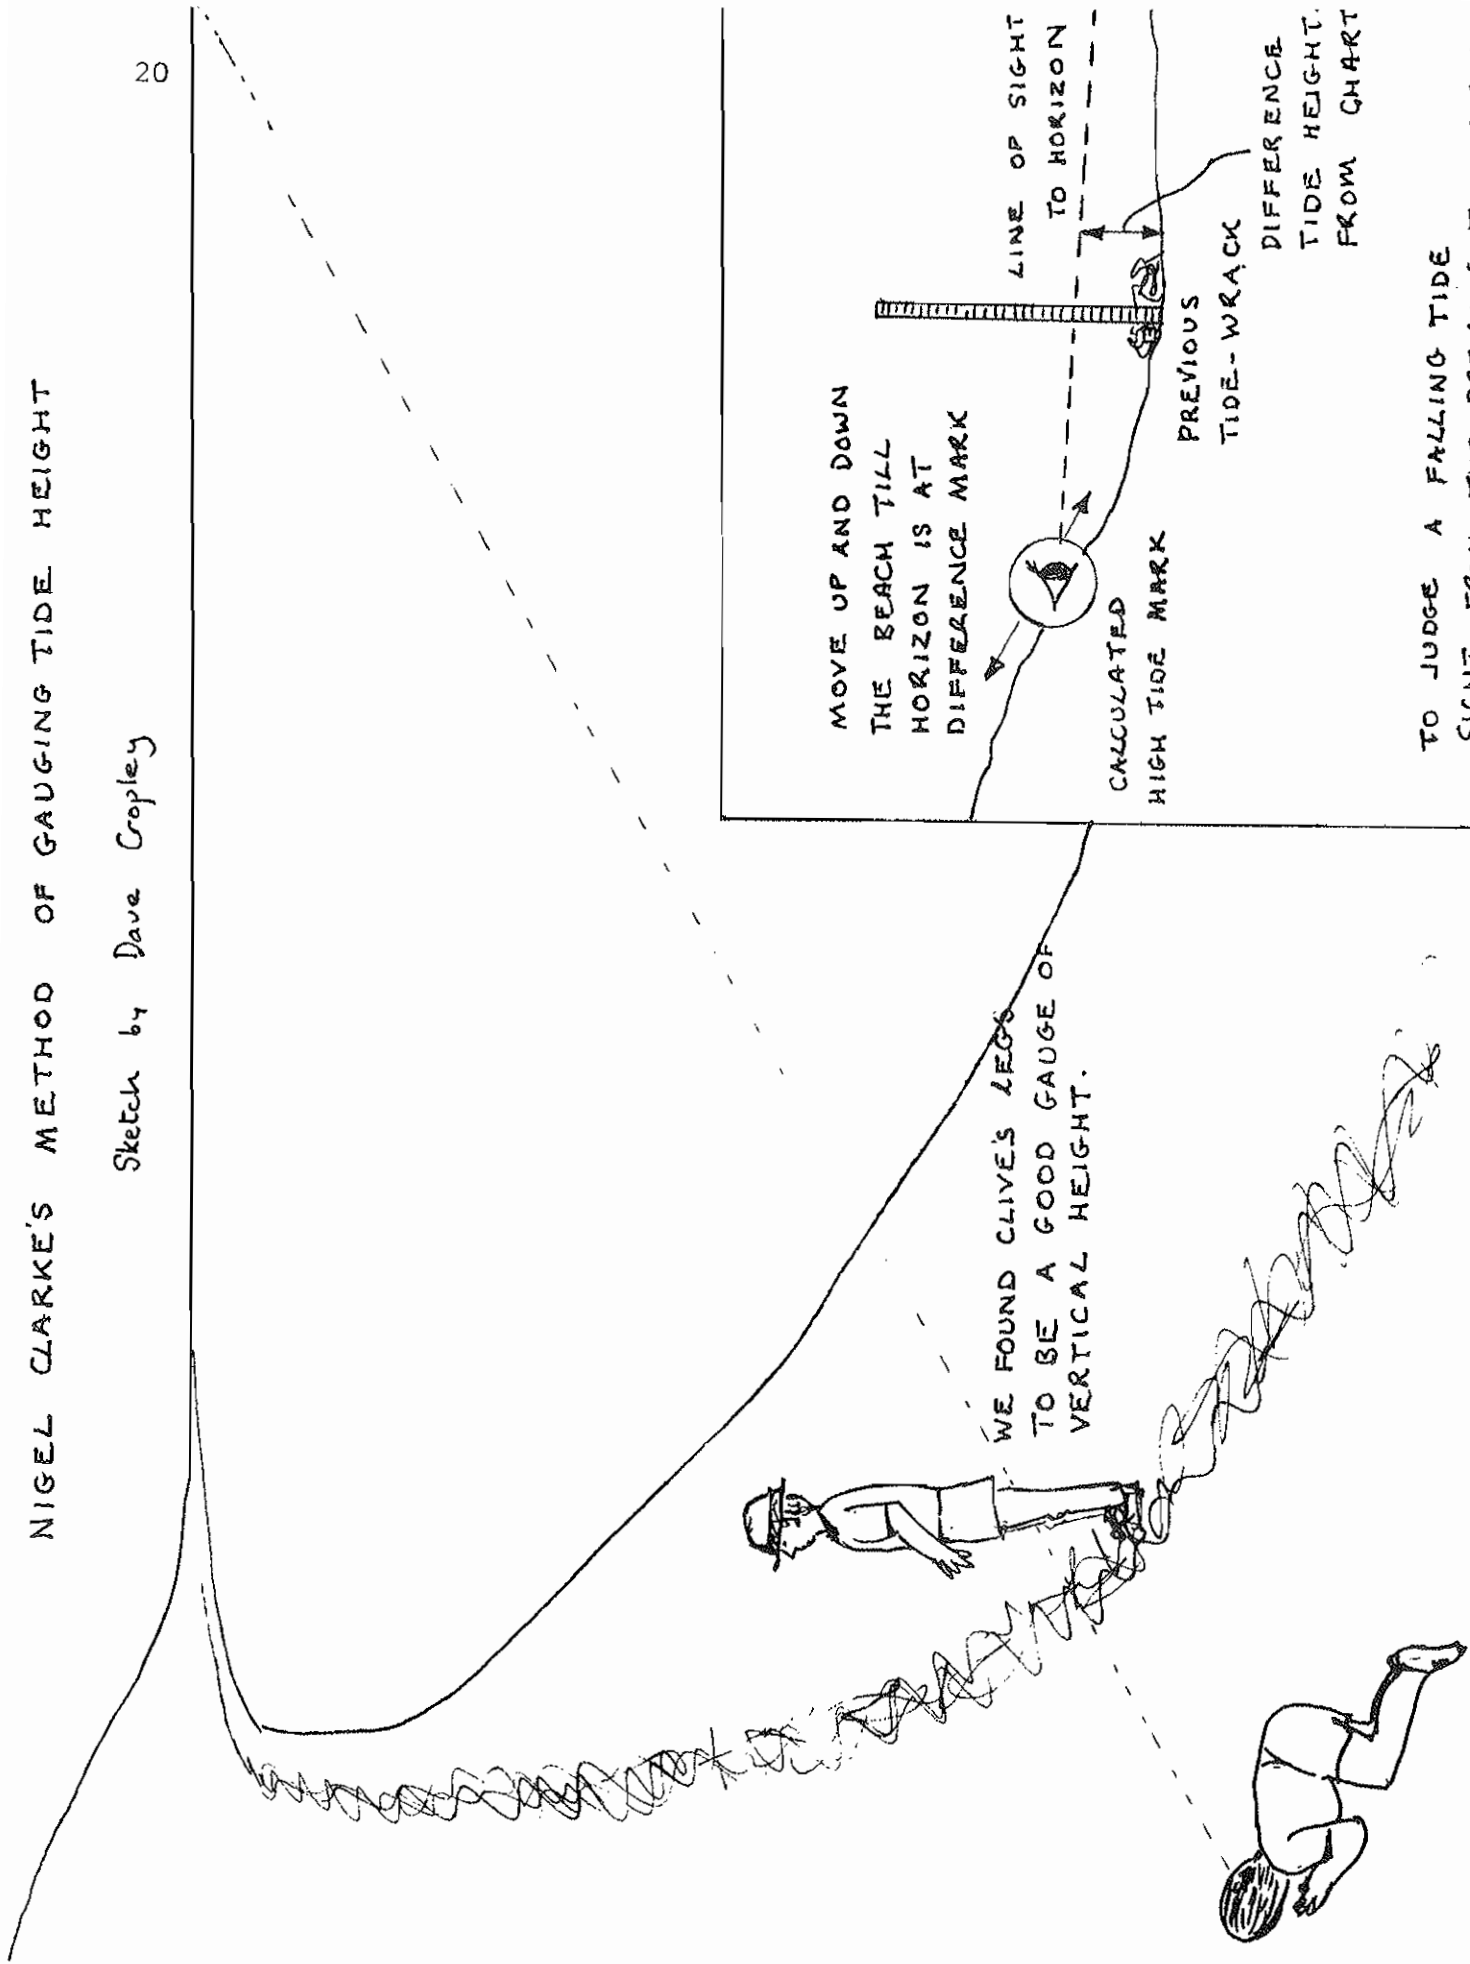 20
NIGEL CLARKE'S METHOD OF GAUGING TIDE HEIGHT
Sketch by Dave Cropley
MOVE UP AND DOWN
THE BEACH TILL
HORIZON IS AT
DIFFERENCE MARK
LINE OF SIGHT
TO HORIZON
CALCULATED
HIGH TIDE MARK
PREVIOUS
TIDE-WRACK
DIFFERENCE
TIDE HEIGHT.
FROM CHART
TO JUDGE A FALLING TIDE
WE FOUND CLIVE'S LEGS
TO BE A GOOD GAUGE OF
VERTICAL HEIGHT.